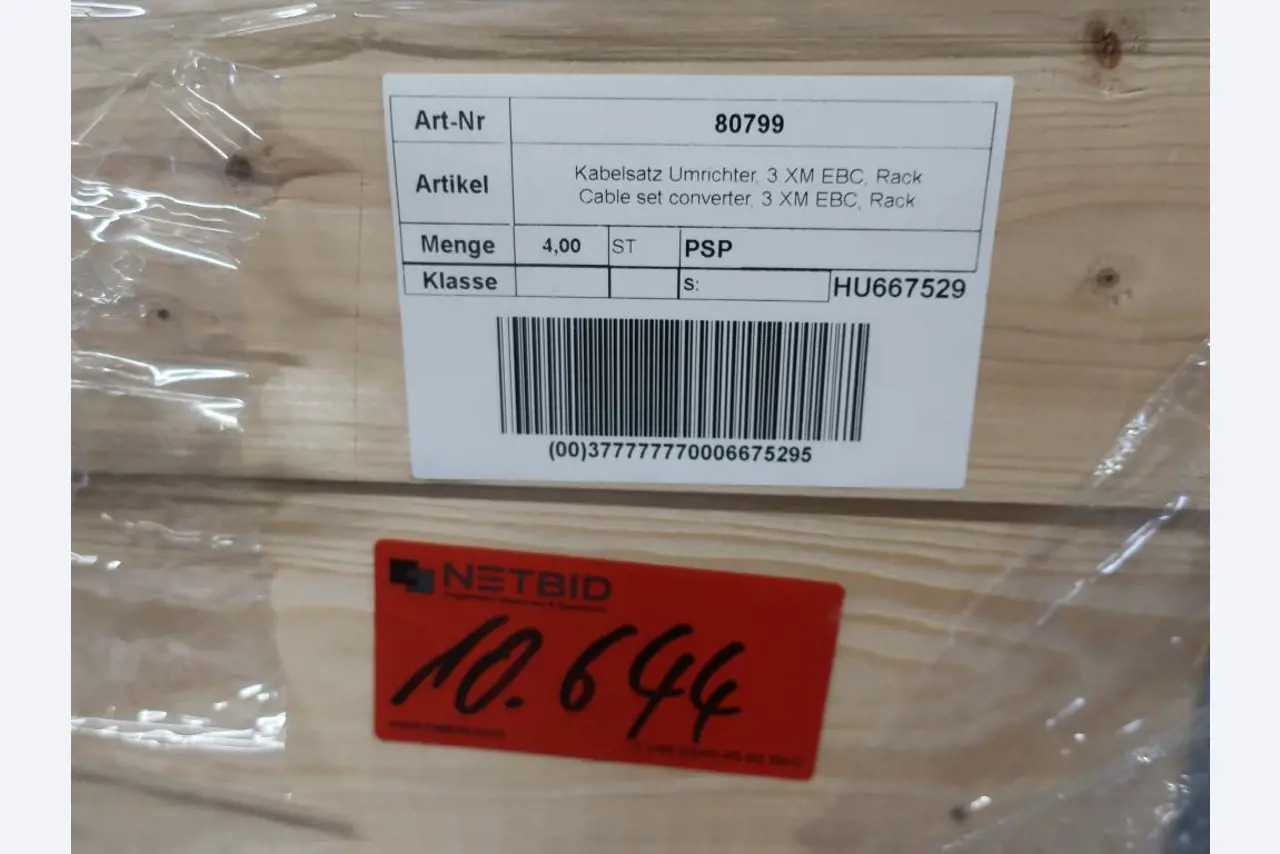 Art-Nr 80799
Artikel Kabelsatz Umrichter, 3 XM EBC, Rack
Cable set converter, 3 XM EBC, Rack
Menge 4,00 ST PSP
Klasse S: HU667529
(00)377777770006675295
NETBID
10.644